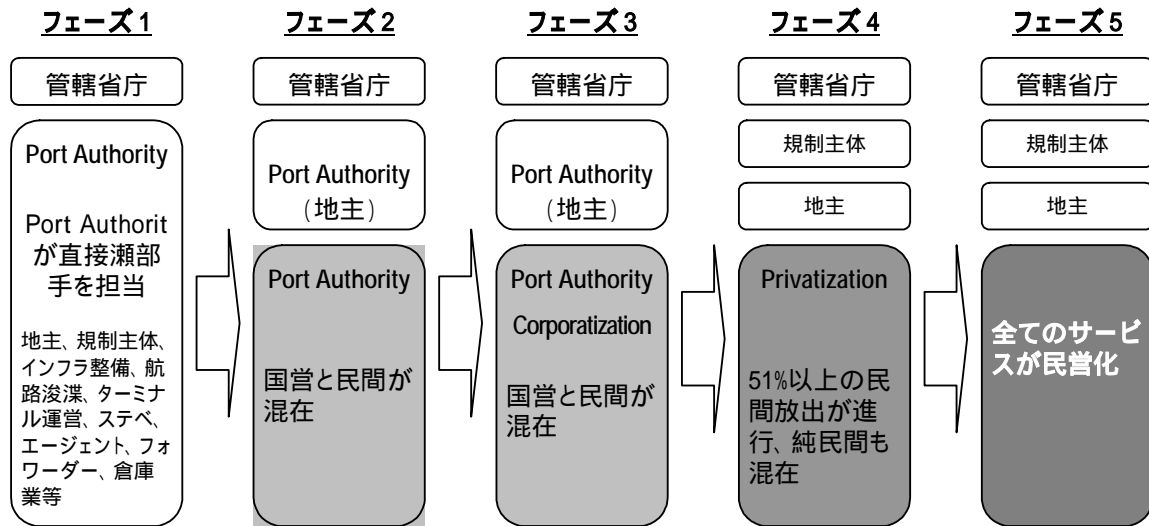 フェーズ1
管轄省庁
Port Authority
Port Authorit
が直接瀬部
手を担当
地主、規制主体、
インフラ整備、航
路浚渫、ターミナ
ル運営、ステベ、
エージェント、フォ
ワーダー、倉庫
業等
フェーズ2
管轄省庁
Port Authority
(地主)
Port Authority
国営と民間が
混在
フェーズ3
管轄省庁
Port Authority
(地主)
Port Authority
Corporatization
国営と民間が
混在
フェーズ4
管轄省庁
規制主体
地主
Privatization
51%以上の民
間放出が進
行、純民間も
混在
フェーズ5
管轄省庁
規制主体
地主
全てのサービ
スが民営化